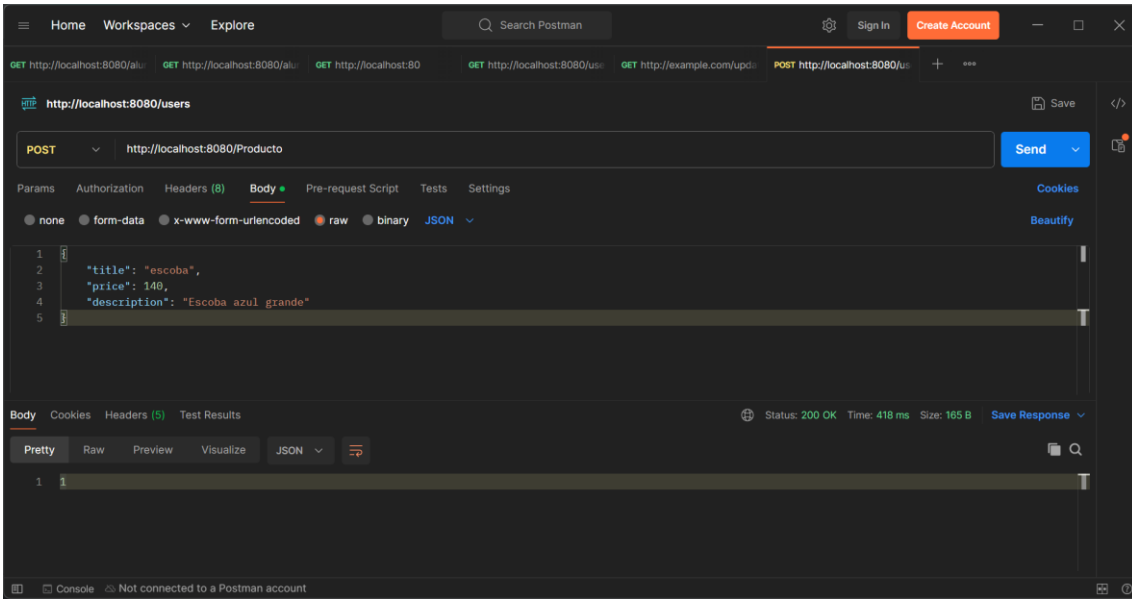 Home Workspaces Explore Search Postman Sign In Create Account
GET http://localhost:8080/alu GET http://localhost:8080/alu GET http://localhost:80 GET http://localhost:8080/use GET http://example.com/upda POST http://localhost:8080/us
HTTP http://localhost:8080/users Save
POST http://localhost:8080/Producto Send
Params Authorization Headers (8) Body Pre-request Script Tests Settings Cookies
none form-data x-www-form-urlencoded raw binary JSON Beautify
1 {
2 "title": "escoba",
3 "price": 140,
4 "description": "Escoba azul grande"
5 }
Body Cookies Headers (5) Test Results Status: 200 OK Time: 418 ms Size: 165 B Save Response
Pretty Raw Preview Visualize JSON
1 1
Console Not connected to a Postman account